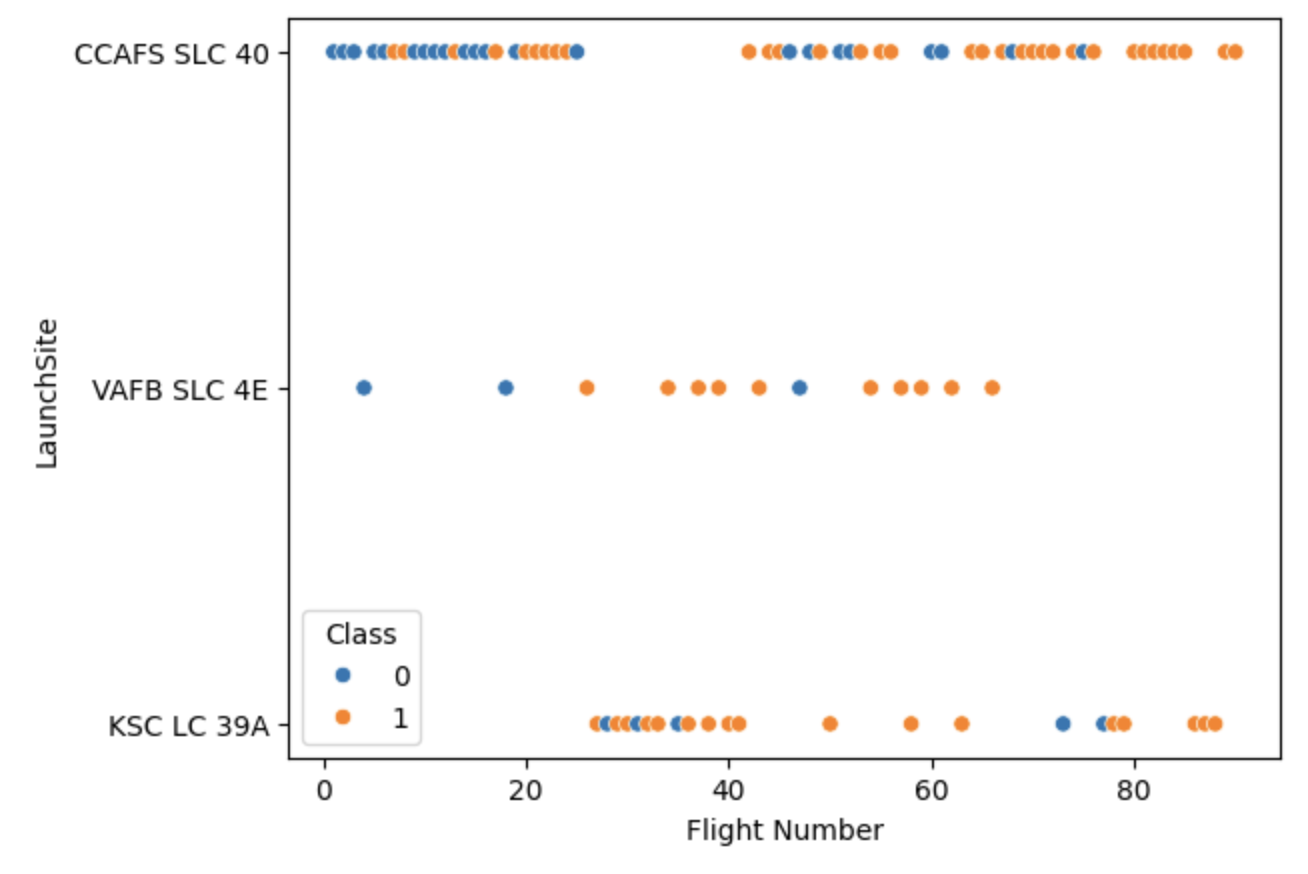 CCAFS SLC 40
VAFB SLC 4E
KSC LC 39A
LaunchSite
Class
0
1
0 20 40 60 80
Flight Number